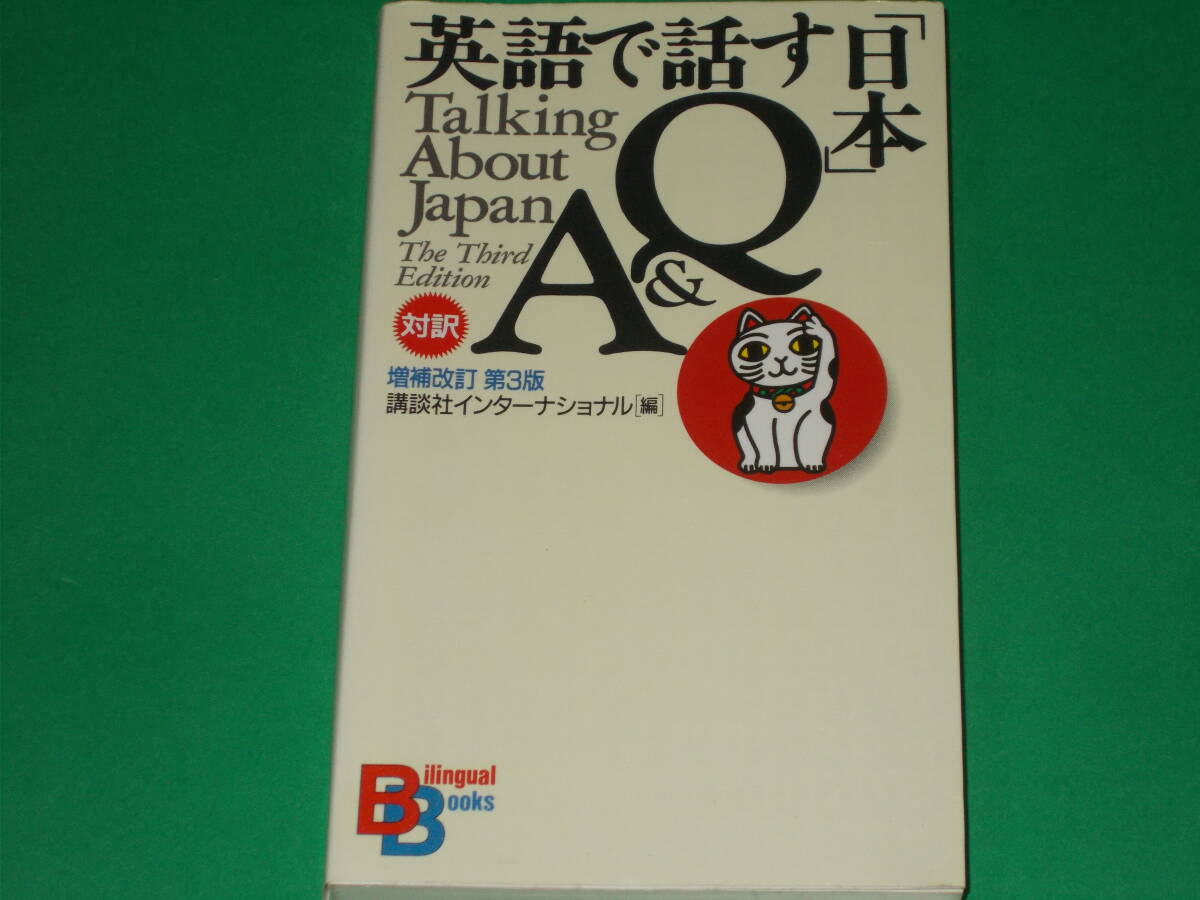 英語で話す「日本」
Q&A
Talking
About
Japan
The Third
Edition
対訳
増補改訂 第3版
講談社インターナショナル[編]
Bilingual
Books